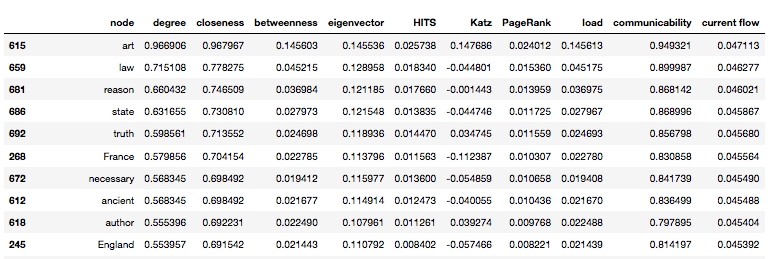 node degree closeness betweenness eigenvector HITS Katz PageRank load communicability current flow
615 art 0.966906 0.967967 0.145603 0.145536 0.025738 0.147686 0.024012 0.145613 0.949321 0.047113
659 law 0.715108 0.778275 0.045215 0.128958 0.018340 -0.044801 0.015360 0.045175 0.899987 0.046277
681 reason 0.660432 0.746509 0.036984 0.121185 0.017660 -0.001443 0.013959 0.036975 0.868142 0.046021
686 state 0.631655 0.730810 0.027973 0.121548 0.013835 -0.044746 0.011725 0.027967 0.868996 0.045867
692 truth 0.598561 0.713552 0.024698 0.118936 0.014470 0.034745 0.011559 0.024693 0.856798 0.045680
268 France 0.579856 0.704154 0.022785 0.113796 0.011563 -0.112387 0.010307 0.022780 0.830858 0.045564
672 necessary 0.568345 0.698492 0.019412 0.115977 0.013600 -0.054859 0.010658 0.019408 0.841739 0.045490
612 ancient 0.568345 0.698492 0.021677 0.114914 0.012473 -0.040055 0.010436 0.021670 0.836499 0.045488
618 author 0.555396 0.692231 0.022490 0.107961 0.011261 0.039274 0.009768 0.022488 0.797895 0.045404
245 England 0.553957 0.691542 0.021443 0.110792 0.008402 -0.057466 0.008221 0.021439 0.814197 0.045392